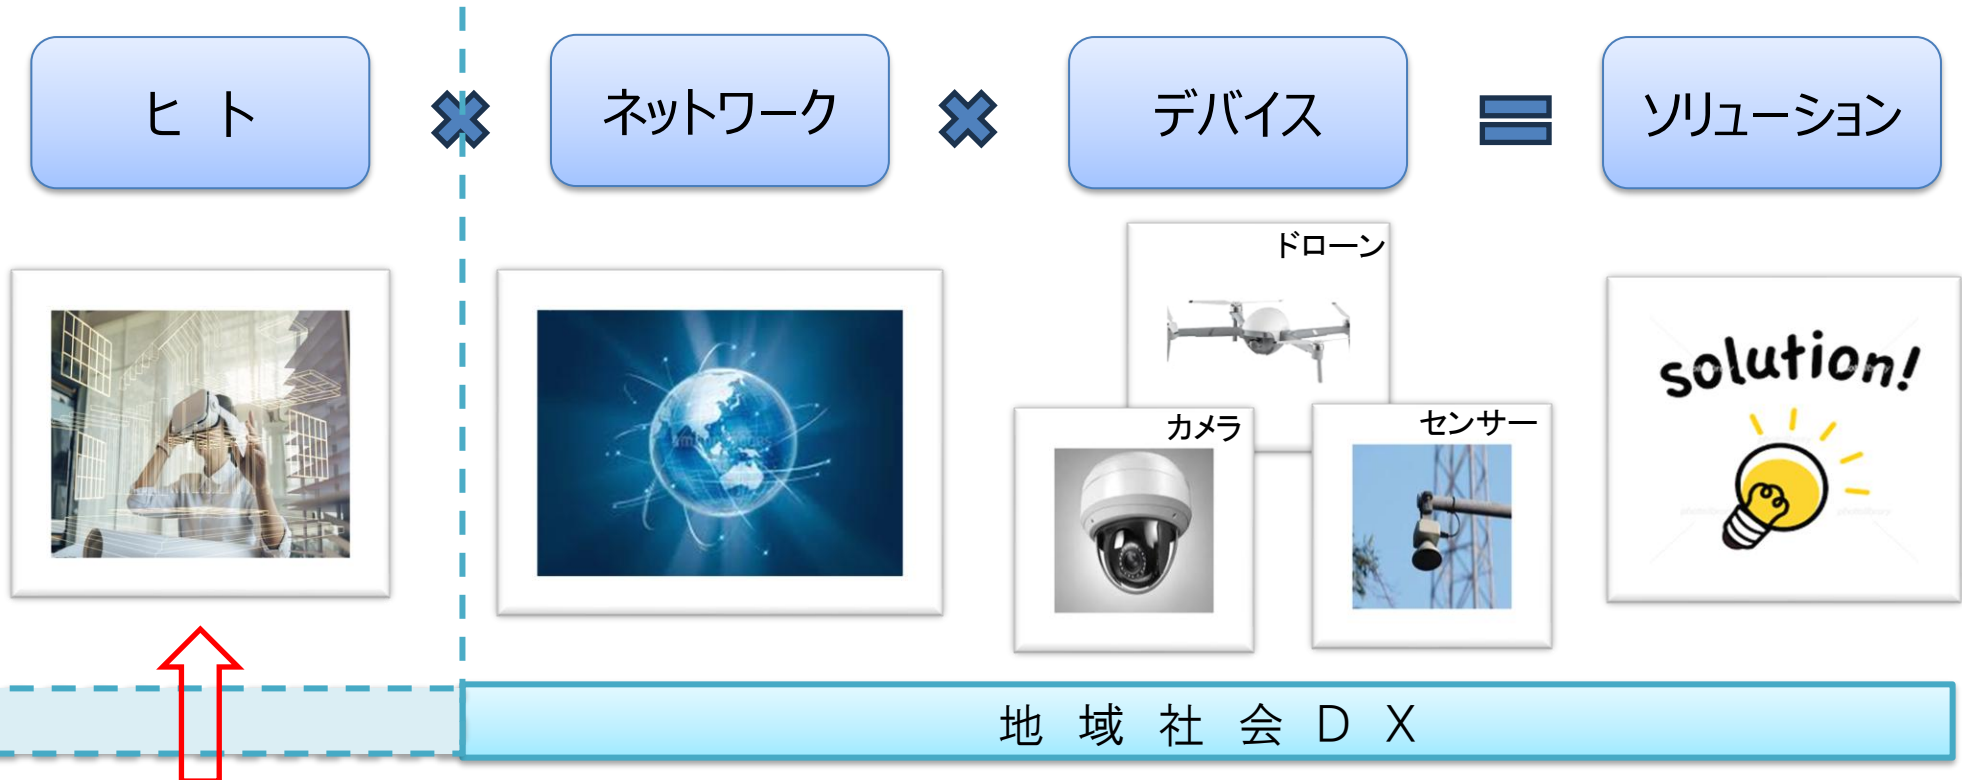 ヒ ト
ネットワーク
デバイス
ソリューション
ドローン
カメラ
センサー
solution!
地 域 社 会 D X